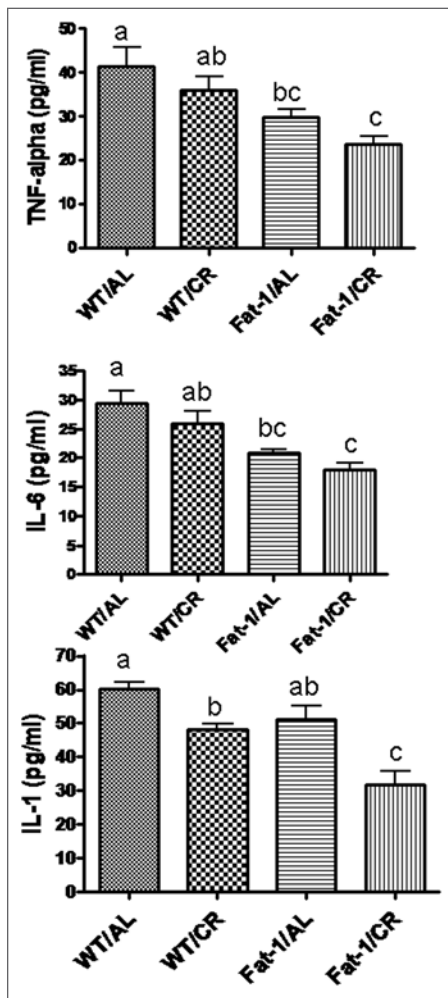 TNF-alpha (pg/ml)
50
40
30
20
10
0
a
ab
bc
c
WT/AL
WT/CR
Fat-1/AL
Fat-1/CR
IL-6 (pg/ml)
35
30
25
20
15
10
5
0
a
ab
bc
c
WT/AL
WT/CR
Fat-1/AL
Fat-1/CR
IL-1 (pg/ml)
70
60
50
40
30
20
10
0
a
b
ab
c
WT/AL
WT/CR
Fat-1/AL
Fat-1/CR